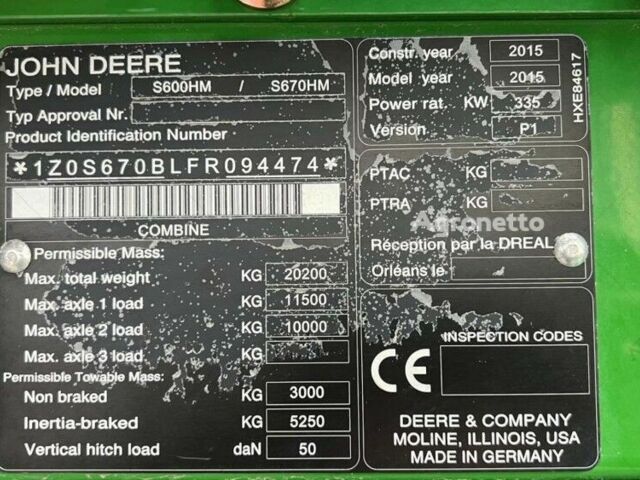 JOHN DEERE
Type / Model S600HM / S670HM
Typ Approval Nr.
Product Identification Number
*1Z0S670BLFR094474*
COMBINE
Permissible Mass:
Max. total weight KG 20200
Max. axle 1 load KG 11500
Max. axle 2 load KG 10000
Max. axle 3 load KG
Permissible Towable Mass:
Non braked KG 3000
Inertia-braked KG 5250
Vertical hitch load daN 50
Constr. year 2015
Model year 2015
Power rat. KW 335
Version P1
HXE84617
PTAC KG
PTRA KG
Agronetto
Réception par la DREAL
Orléans le
CE
INSPECTION CODES
DEERE & COMPANY
MOLINE, ILLINOIS, USA
MADE IN GERMANY